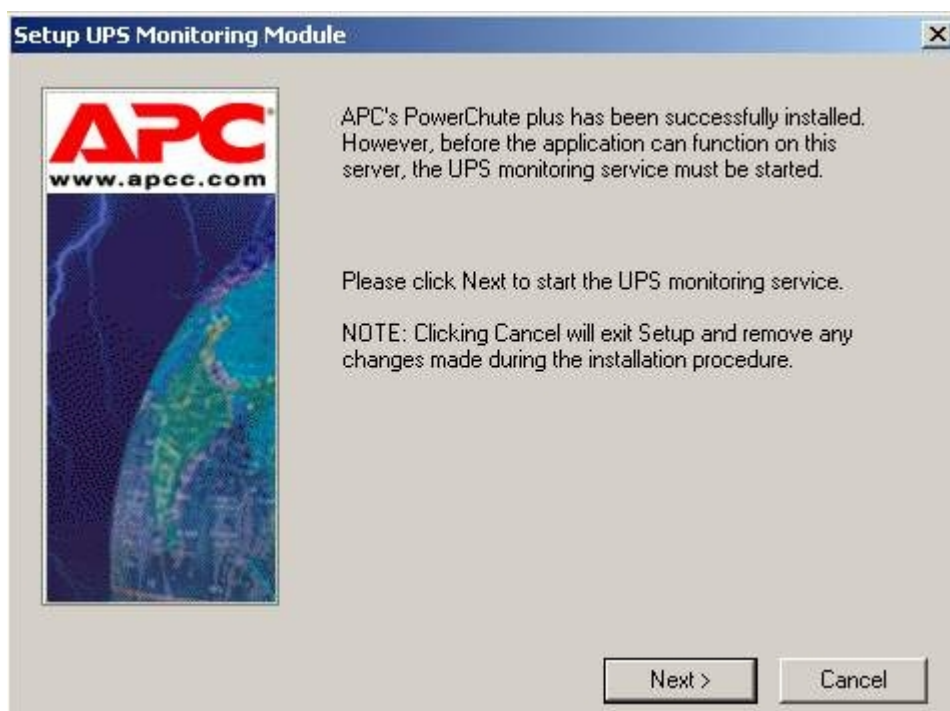 Setup UPS Monitoring Module
APC
www.apcc.com
APC's PowerChute plus has been successfully installed.
However, before the application can function on this
server, the UPS monitoring service must be started.
Please click Next to start the UPS monitoring service.
NOTE: Clicking Cancel will exit Setup and remove any
changes made during the installation procedure.
Next >
Cancel